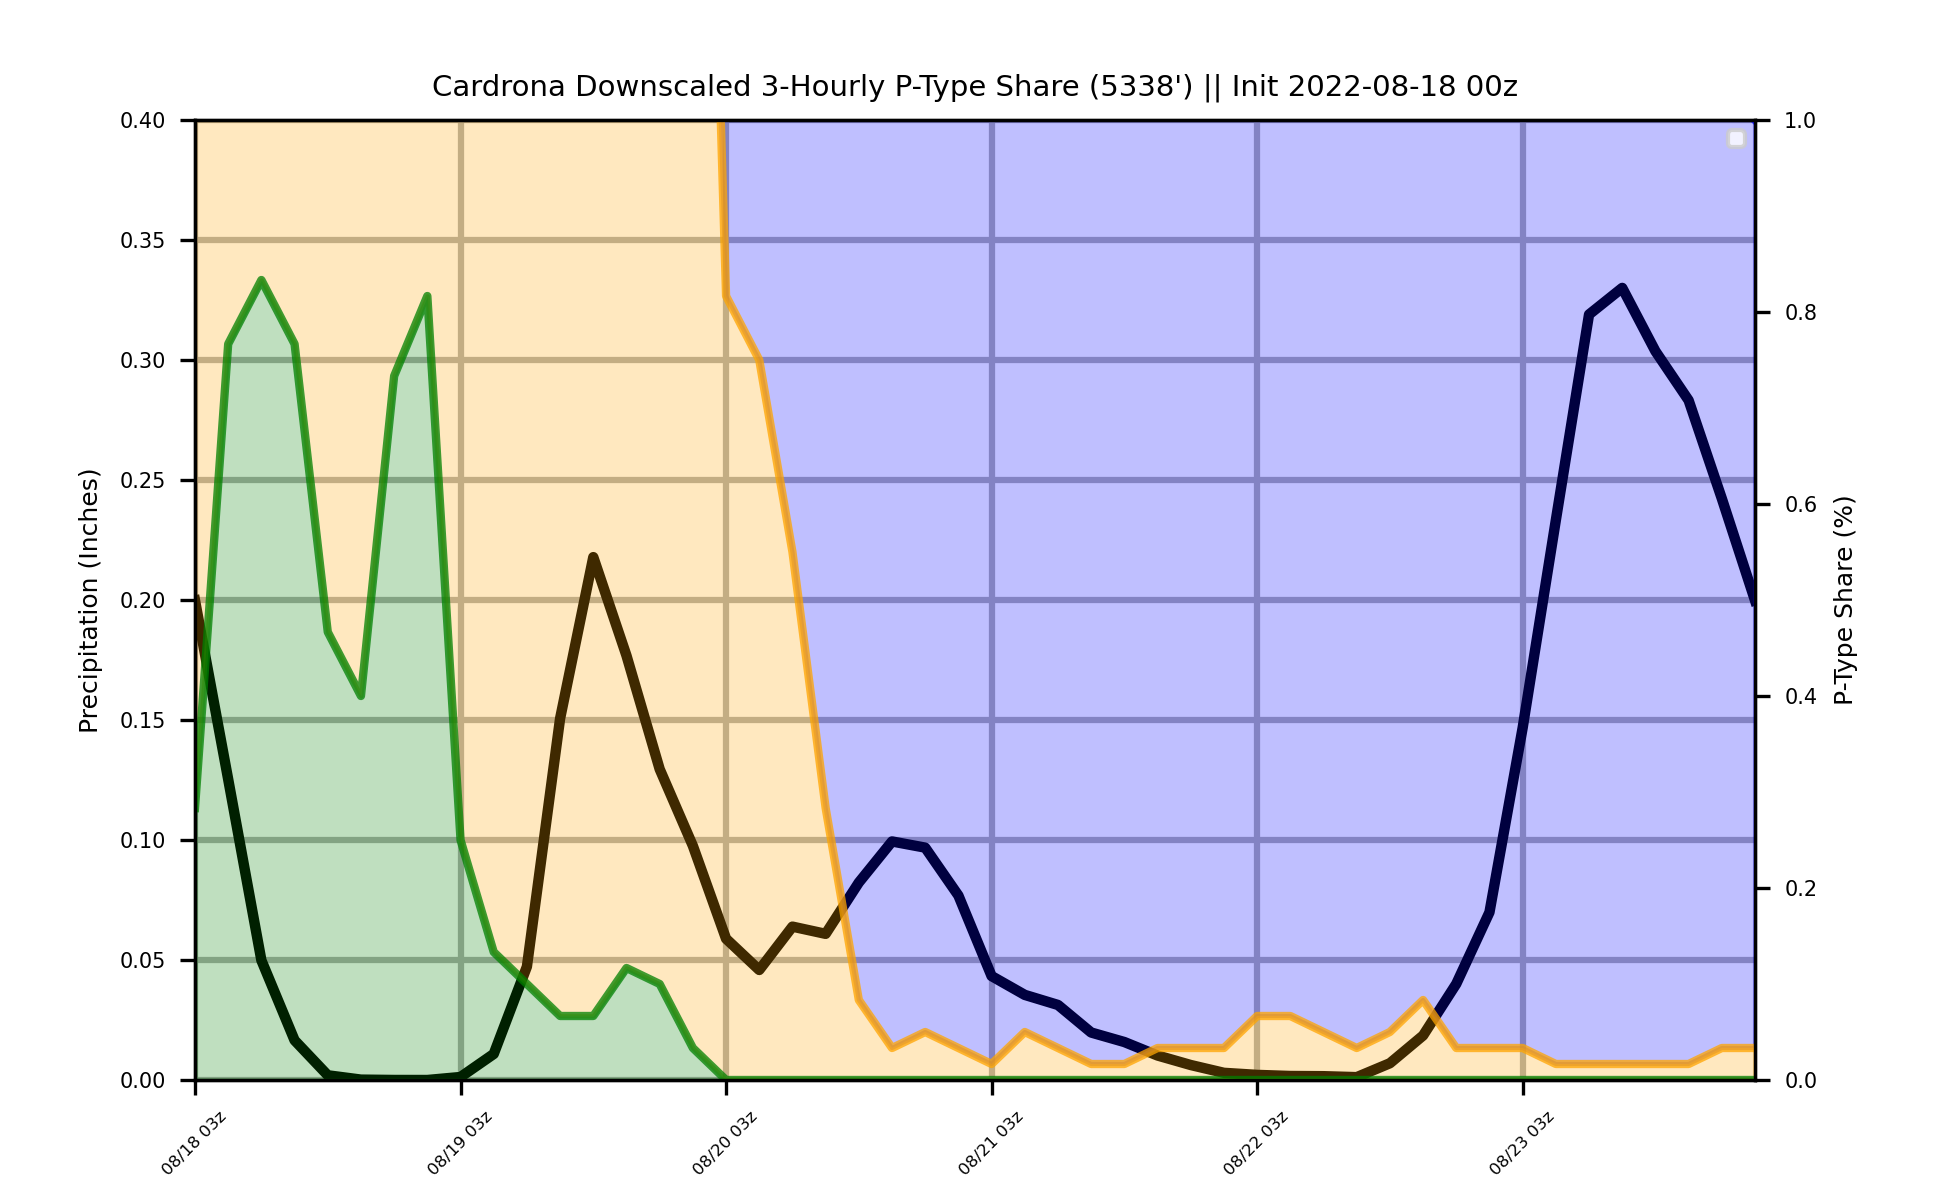 Cardrona Downscaled 3-Hourly P-Type Share (5338') || Init 2022-08-18 00z
0.40
0.35
0.30
0.25
0.20
0.15
0.10
0.05
0.00
Precipitation (Inches)
1.0
0.8
0.6
0.4
0.2
0.0
P-Type Share (%)
08/18 03z
08/19 03z
08/20 03z
08/21 03z
08/22 03z
08/23 03z